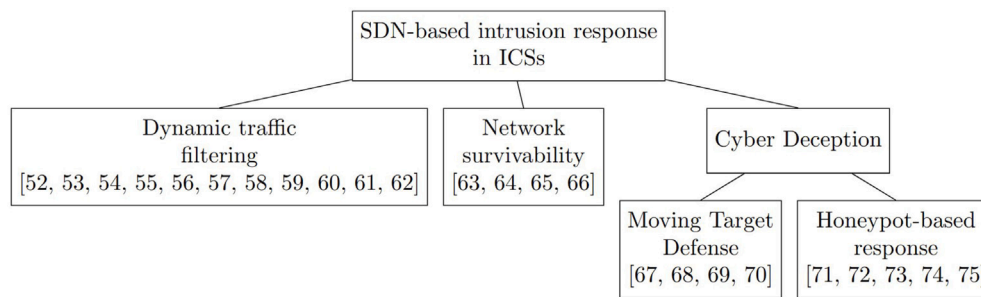 SDN-based intrusion response
in ICSs
Dynamic traffic
filtering
[52, 53, 54, 55, 56, 57, 58, 59, 60, 61, 62]
Network
survivability
[63, 64, 65, 66]
Cyber Deception
Moving Target
Defense
[67, 68, 69, 70]
Honeypot-based
response
[71, 72, 73, 74, 75]